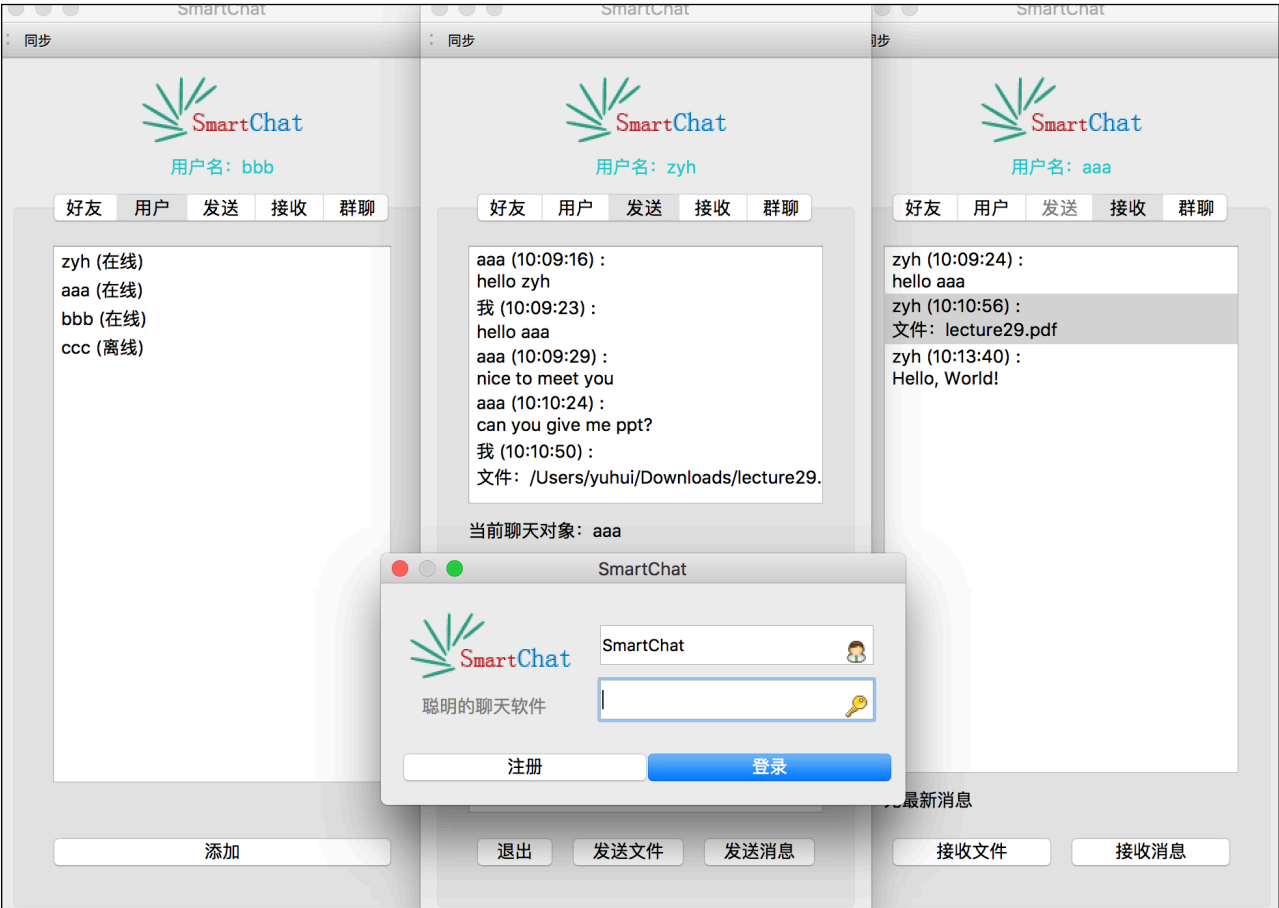 SmartChat
同步
SmartChat
用户名：bbb
好友 用户 发送 接收 群聊
zyh (在线)
aaa (在线)
bbb (在线)
ccc (离线)
添加
SmartChat
同步
SmartChat
用户名：zyh
好友 用户 发送 接收 群聊
aaa (10:09:16) :
hello zyh
我 (10:09:23) :
hello aaa
aaa (10:09:29) :
nice to meet you
aaa (10:10:24) :
can you give me ppt?
我 (10:10:50) :
文件：/Users/yuhui/Downloads/lecture29.
当前聊天对象：aaa
退出 发送文件 发送消息
SmartChat
同步
SmartChat
用户名：aaa
好友 用户 发送 接收 群聊
zyh (10:09:24) :
hello aaa
zyh (10:10:56) :
文件：lecture29.pdf
zyh (10:13:40) :
Hello, World!
最新消息
接收文件 接收消息
SmartChat
SmartChat
聪明的聊天软件
SmartChat
注册 登录